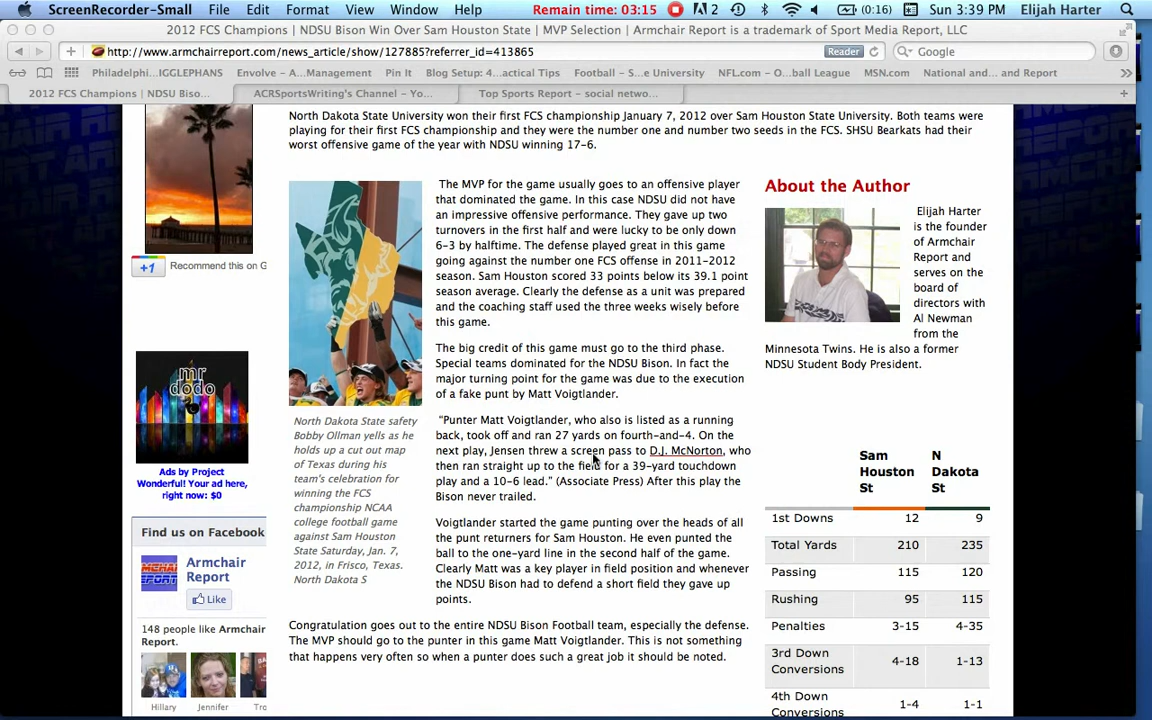 ScreenRecorder-Small File Edit Format View Window Help Remain time: 03:15 2 (0:16) Sun 3:39 PM Elijah Harter
2012 FCS Champions | NDSU Bison Win Over Sam Houston State | MVP Selection | Armchair Report is a trademark of Sport Media Report, LLC
http://www.armchairreport.com/news_article/show/127885?referrer_id=413865 Reader Google
Philadelphi...IGGLEPHANS Envolve - A...Management Pin It Blog Setup: 4...actical Tips Football - S...e University NFL.com - O...ball League MSN.com National and... and Report
2012 FCS Champions | NDSU Biso... ACRSportsWriting's Channel - Yo... Top Sports Report - social netwo...
North Dakota State University won their first FCS championship January 7, 2012 over Sam Houston State University. Both teams were
playing for their first FCS championship and they were the number one and number two seeds in the FCS. SHSU Bearkats had their
worst offensive game of the year with NDSU winning 17-6.
+1 Recommend this on G
mr
dodo
Ads by Project
Wonderful! Your ad here,
right now: $0
Find us on Facebook
Armchair
Report
Like
148 people like Armchair
Report.
Hillary Jennifer Tro
North Dakota State safety
Bobby Ollman yells as he
holds up a cut out map
of Texas during his
team's celebration for
winning the FCS
championship NCAA
college football game
against Sam Houston
State Saturday, Jan. 7,
2012, in Frisco, Texas.
North Dakota S
The MVP for the game usually goes to an offensive player
that dominated the game. In this case NDSU did not have
an impressive offensive performance. They gave up two
turnovers in the first half and were lucky to be only down
6-3 by halftime. The defense played great in this game
going against the number one FCS offense in 2011-2012
season. Sam Houston scored 33 points below its 39.1 point
season average. Clearly the defense as a unit was prepared
and the coaching staff used the three weeks wisely before
this game.
The big credit of this game must go to the third phase.
Special teams dominated for the NDSU Bison. In fact the
major turning point for the game was due to the execution
of a fake punt by Matt Voigtlander.
"Punter Matt Voigtlander, who also is listed as a running
back, took off and ran 27 yards on fourth-and-4. On the
next play, Jensen threw a screen pass to D.J. McNorton, who
then ran straight up to the field for a 39-yard touchdown
play and a 10-6 lead." (Associate Press) After this play the
Bison never trailed.
Voigtlander started the game punting over the heads of all
the punt returners for Sam Houston. He even punted the
ball to the one-yard line in the second half of the game.
Clearly Matt was a key player in field position and whenever
the NDSU Bison had to defend a short field they gave up
points.
Congratulation goes out to the entire NDSU Bison Football team, especially the defense.
The MVP should go to the punter in this game Matt Voigtlander. This is not something
that happens very often so when a punter does such a great job it should be noted.
About the Author
Elijah Harter
is the founder
of Armchair
Report and
serves on the
board of
directors with
Al Newman
from the
Minnesota Twins. He is also a former
NDSU Student Body President.
Sam Houston St N Dakota St
1st Downs 12 9
Total Yards 210 235
Passing 115 120
Rushing 95 115
Penalties 3-15 4-35
3rd Down Conversions 4-18 1-13
4th Down Conversions 1-4 1-1